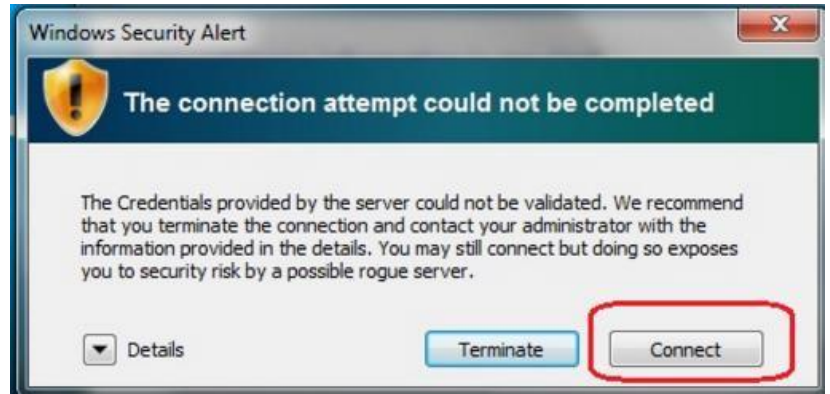 Windows Security Alert
The connection attempt could not be completed
The Credentials provided by the server could not be validated. We recommend
that you terminate the connection and contact your administrator with the
information provided in the details. You may still connect but doing so exposes
you to security risk by a possible rogue server.
Details
Terminate
Connect